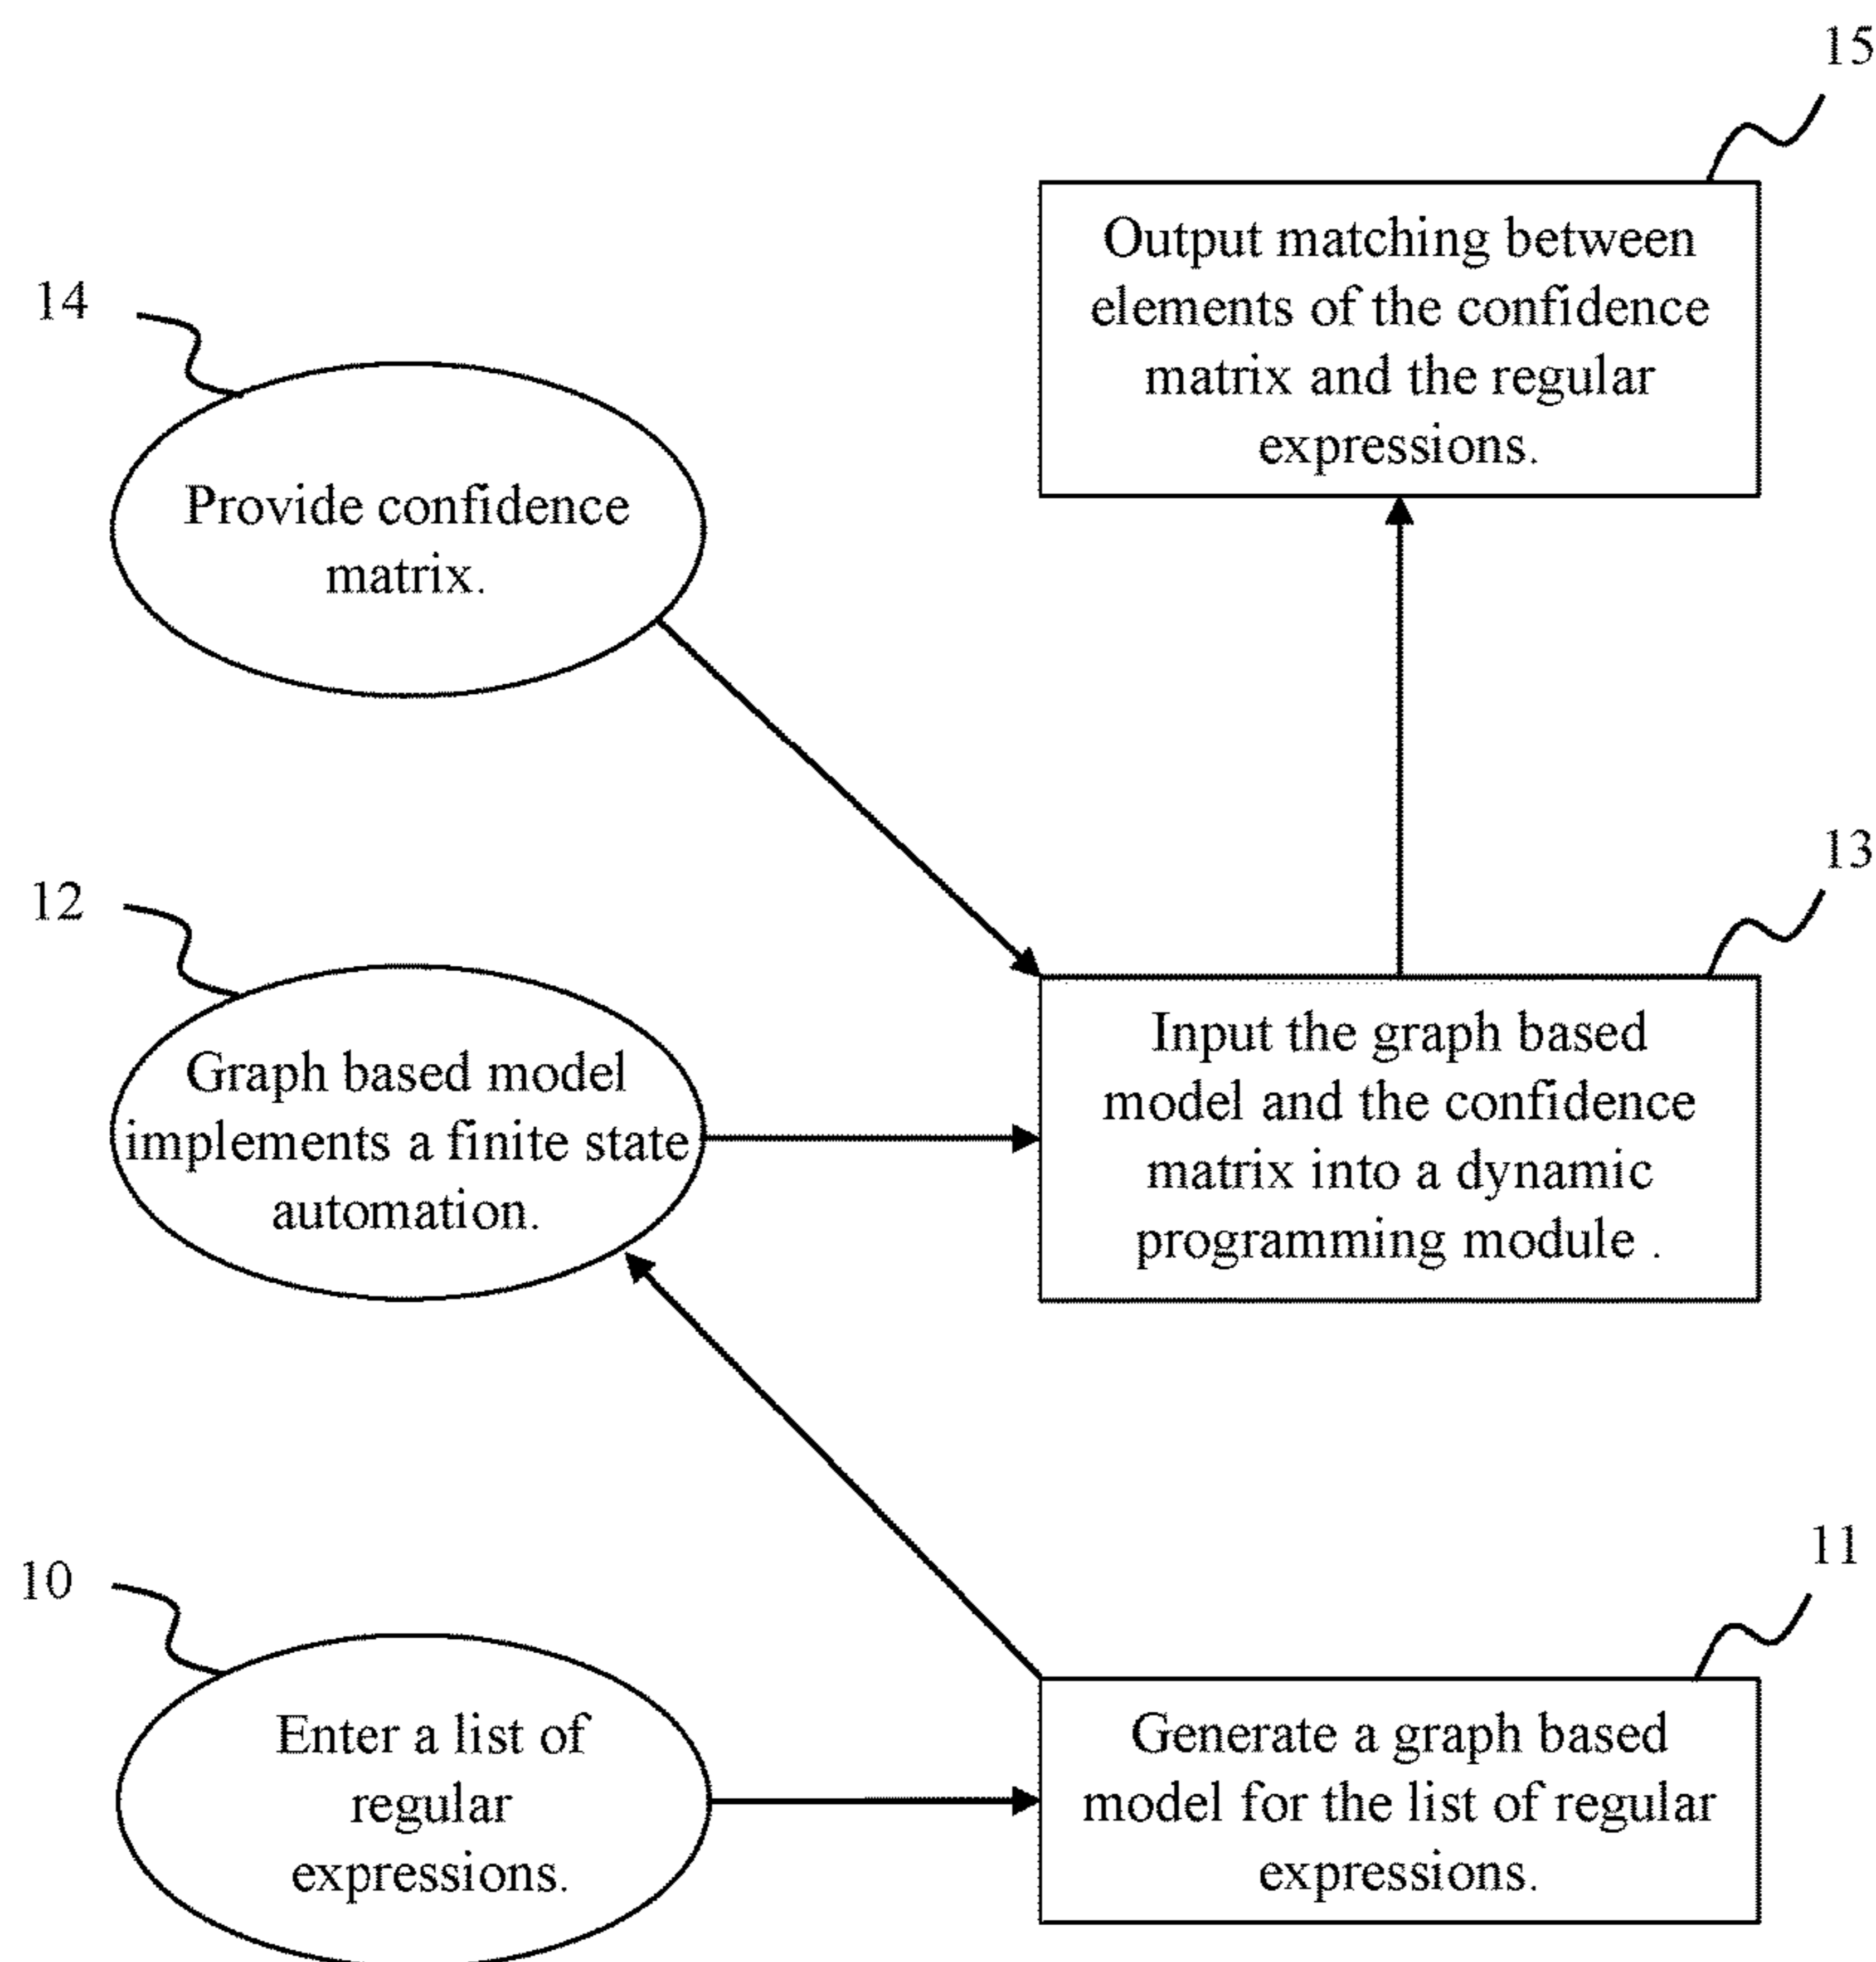 15
Output matching between
elements of the confidence
matrix and the regular
expressions.
14
Provide confidence
matrix.
13
12
Input the graph based
model and the confidence
matrix into a dynamic
programming module .
Graph based model
implements a finite state
automation.
11
10
Enter a list of
regular
expressions.
Generate a graph based
model for the list of regular
expressions.